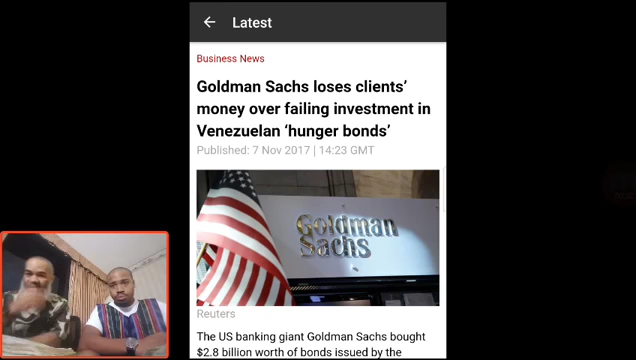 Latest
Business News
Goldman Sachs loses clients’
money over failing investment in
Venezuelan ‘hunger bonds’
Published: 7 Nov 2017 | 14:23 GMT
Goldman
Sachs
Reuters
The US banking giant Goldman Sachs bought
$2.8 billion worth of bonds issued by the